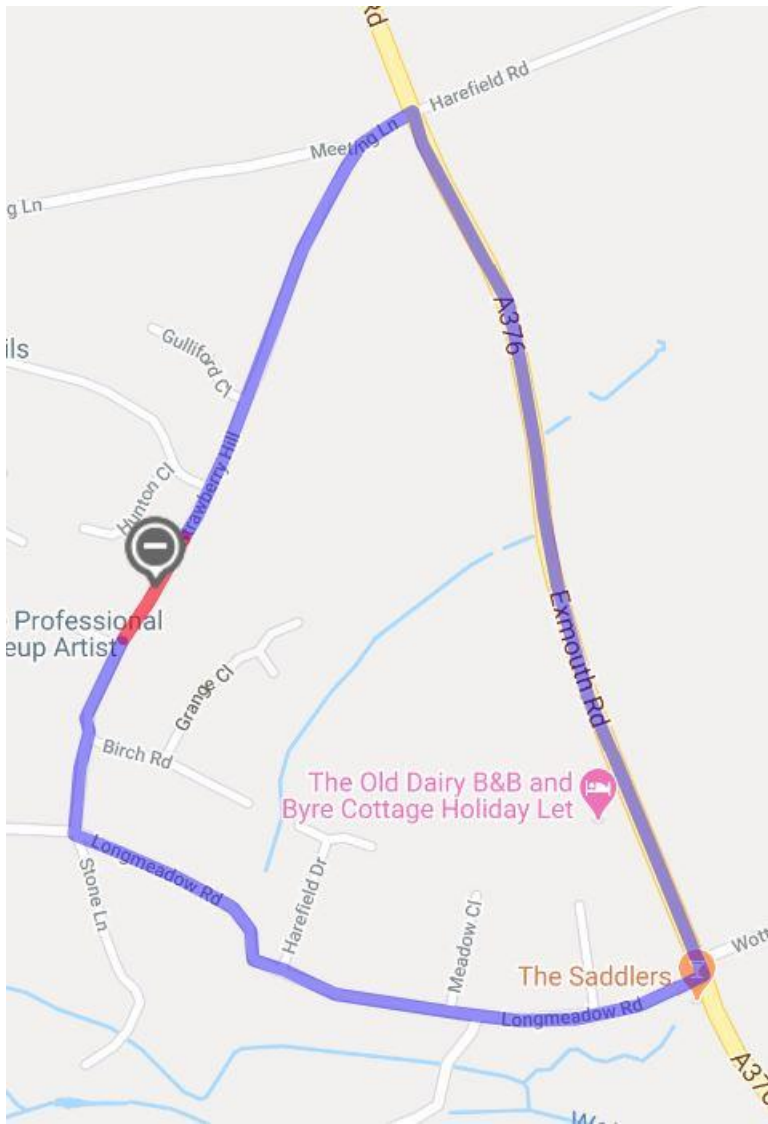 Rd
Harefield Rd
Meeting Ln
g Ln
A376
Gulliford Cl
ils
trawberry Hill
Hunton Cl
Professional
eup Artist
Exmouth Rd
Grange Cl
Birch Rd
The Old Dairy B&B and
Byre Cottage Holiday Let
Longmeadow Rd
Stone Ln
Harefield Dr
Meadow Cl
Wott
The Saddlers
Longmeadow Rd
A376